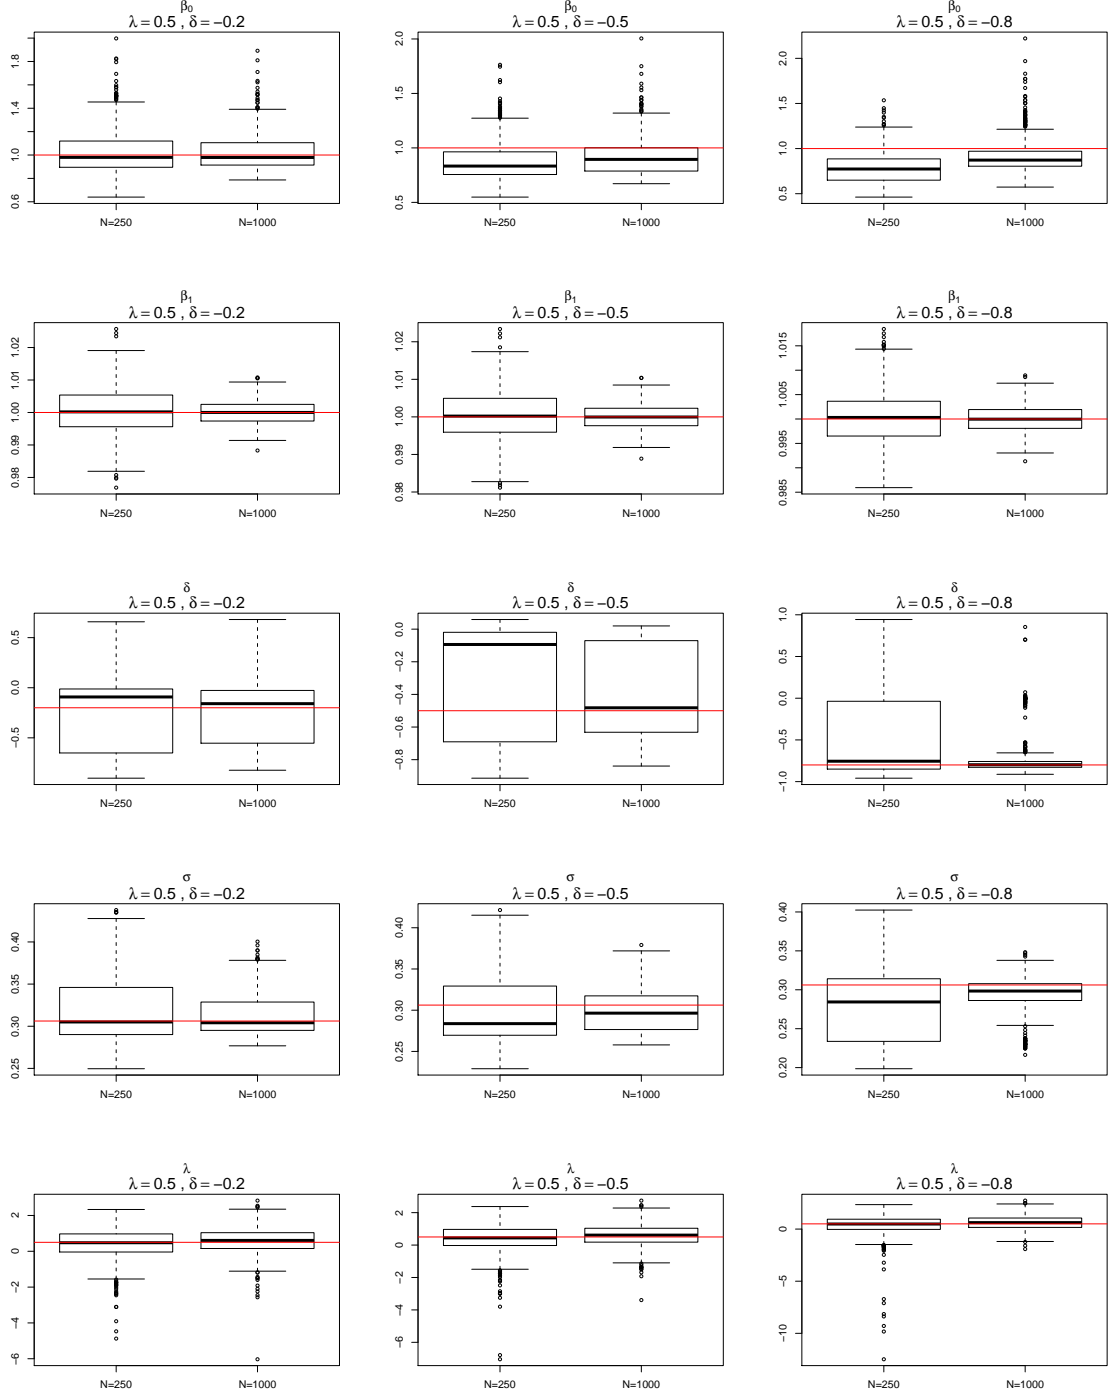 β₀ β₀ β₀
λ = 0.5 , δ = −0.2 λ = 0.5 , δ = −0.5 λ = 0.5 , δ = −0.8
0.6 1.0 1.4 1.8
N=250 N=1000
0.5 1.0 1.5 2.0
N=250 N=1000
0.5 1.0 1.5 2.0
N=250 N=1000
β₁ β₁ β₁
λ = 0.5 , δ = −0.2 λ = 0.5 , δ = −0.5 λ = 0.5 , δ = −0.8
0.98 0.99 1.00 1.01 1.02
N=250 N=1000
0.98 0.99 1.00 1.01 1.02
N=250 N=1000
0.985 0.995 1.005 1.015
N=250 N=1000
δ δ δ
λ = 0.5 , δ = −0.2 λ = 0.5 , δ = −0.5 λ = 0.5 , δ = −0.8
−0.5 0.0 0.5
N=250 N=1000
−0.8 −0.6 −0.4 −0.2 0.0
N=250 N=1000
−1.0 −0.5 0.0 0.5 1.0
N=250 N=1000
σ σ σ
λ = 0.5 , δ = −0.2 λ = 0.5 , δ = −0.5 λ = 0.5 , δ = −0.8
0.25 0.30 0.35 0.40
N=250 N=1000
0.25 0.30 0.35 0.40
N=250 N=1000
0.20 0.25 0.30 0.35 0.40
N=250 N=1000
λ λ λ
λ = 0.5 , δ = −0.2 λ = 0.5 , δ = −0.5 λ = 0.5 , δ = −0.8
−6 −4 −2 0 2
N=250 N=1000
−6 −4 −2 0 2
N=250 N=1000
−10 −5 0
N=250 N=1000